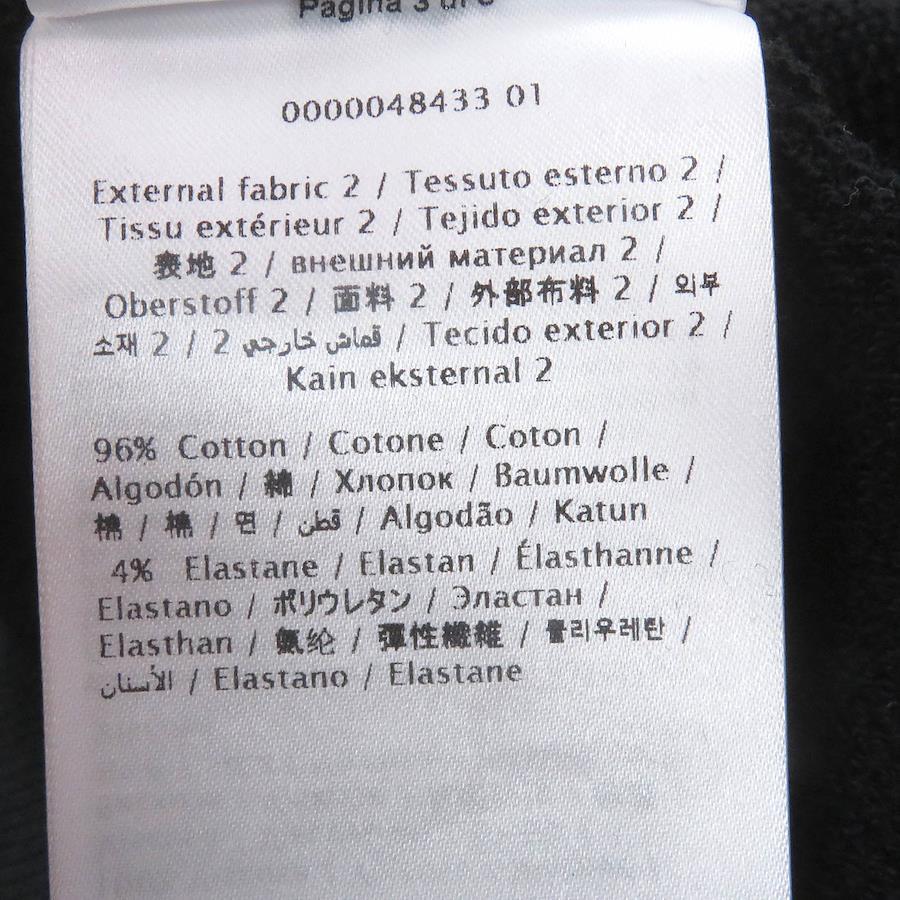 Pagina 3 di
0000048433 01
External fabric 2 / Tessuto esterno 2 /
Tissu extérieur 2 / Tejido exterior 2 /
表地 2 / внешний материал 2 /
Oberstoff 2 / 面料 2 / 外部布料 2 / 외부
소재 2 / قماش خارجي 2 / Tecido exterior 2 /
Kain eksternal 2
96% Cotton / Cotone / Coton /
Algodón / 綿 / Хлопок / Baumwolle /
棉 / 棉 / 면 / قطن / Algodão / Katun
4% Elastane / Elastan / Élasthanne /
Elastano / ポリウレタン / Эластан /
Elasthan / 氨纶 / 彈性纖維 / 폴리우레탄 /
الأستان / Elastano / Elastane